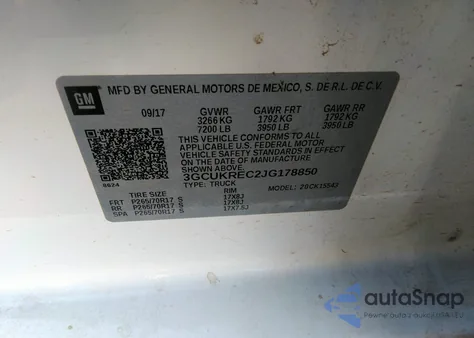 GM
MFD BY GENERAL MOTORS DE MEXICO, S. DE R.L. DE C.V.
09/17 GVWR GAWR FRT GAWR RR
3266 KG 1792 KG 1792 KG
7200 LB 3950 LB 3950 LB
THIS VEHICLE CONFORMS TO ALL
APPLICABLE U.S. FEDERAL MOTOR
VEHICLE SAFETY STANDARDS IN
EFFECT ON THE DATE OF MANUFACTURE
SHOWN ABOVE.
3GCUKREC2JG178850
TYPE: TRUCK MODEL:
TIRE SIZE RIM
FRT P265/70R17 S 17X8J
RR P265/70R17 S 17X8J
SPA P265/70R17 S
autoSnap